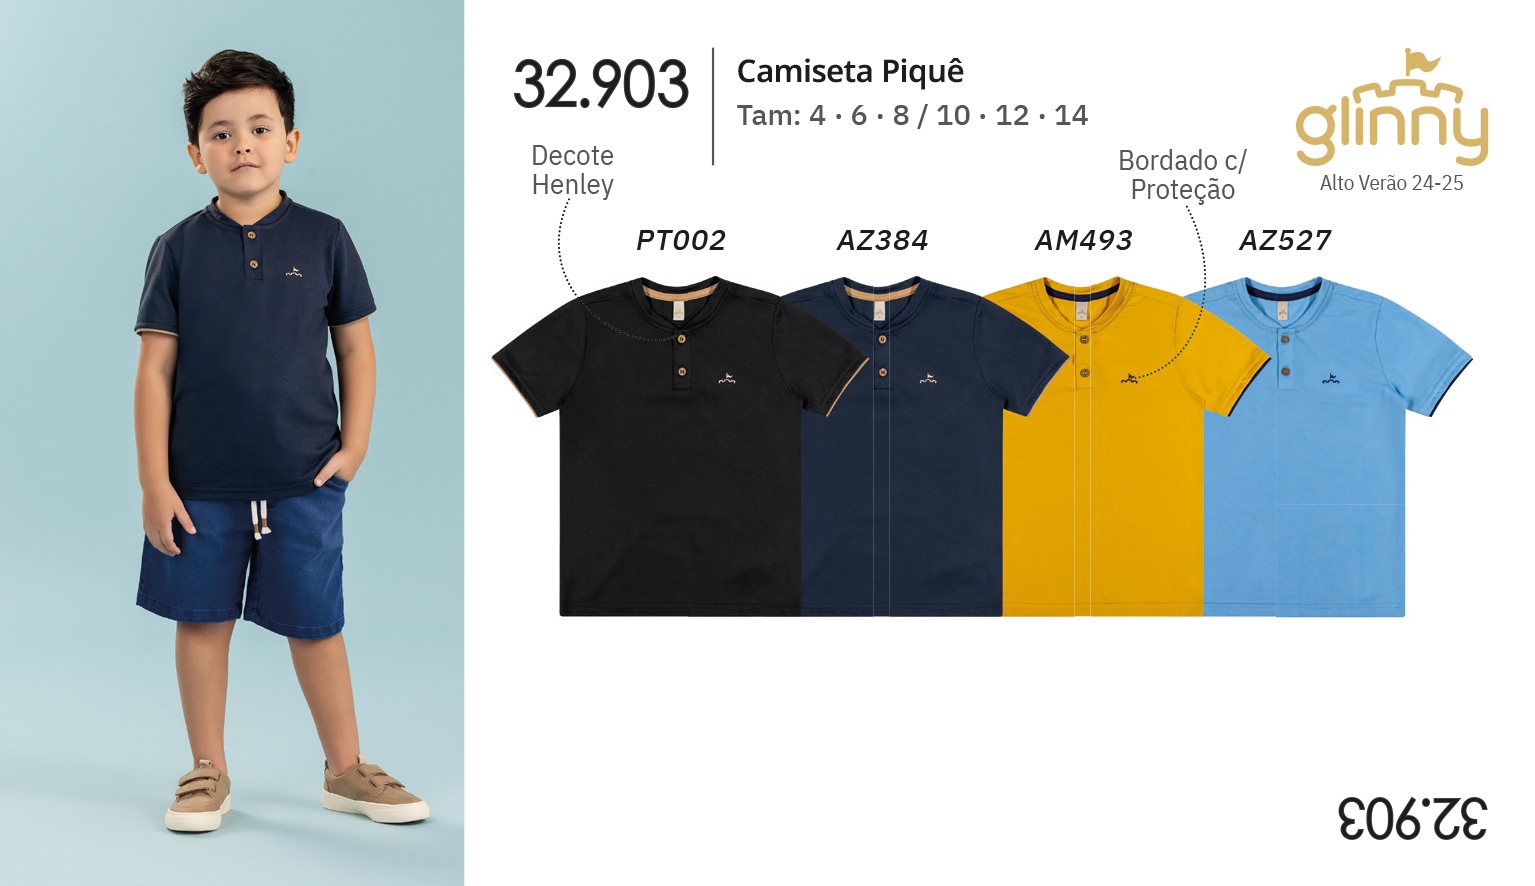 32.903
Camiseta Piquê
Tam: 4 · 6 · 8 / 10 · 12 · 14
glinny
Alto Verão 24-25
Decote
Henley
Bordado c/
Proteção
PT002
AZ384
AM493
AZ527
32.903